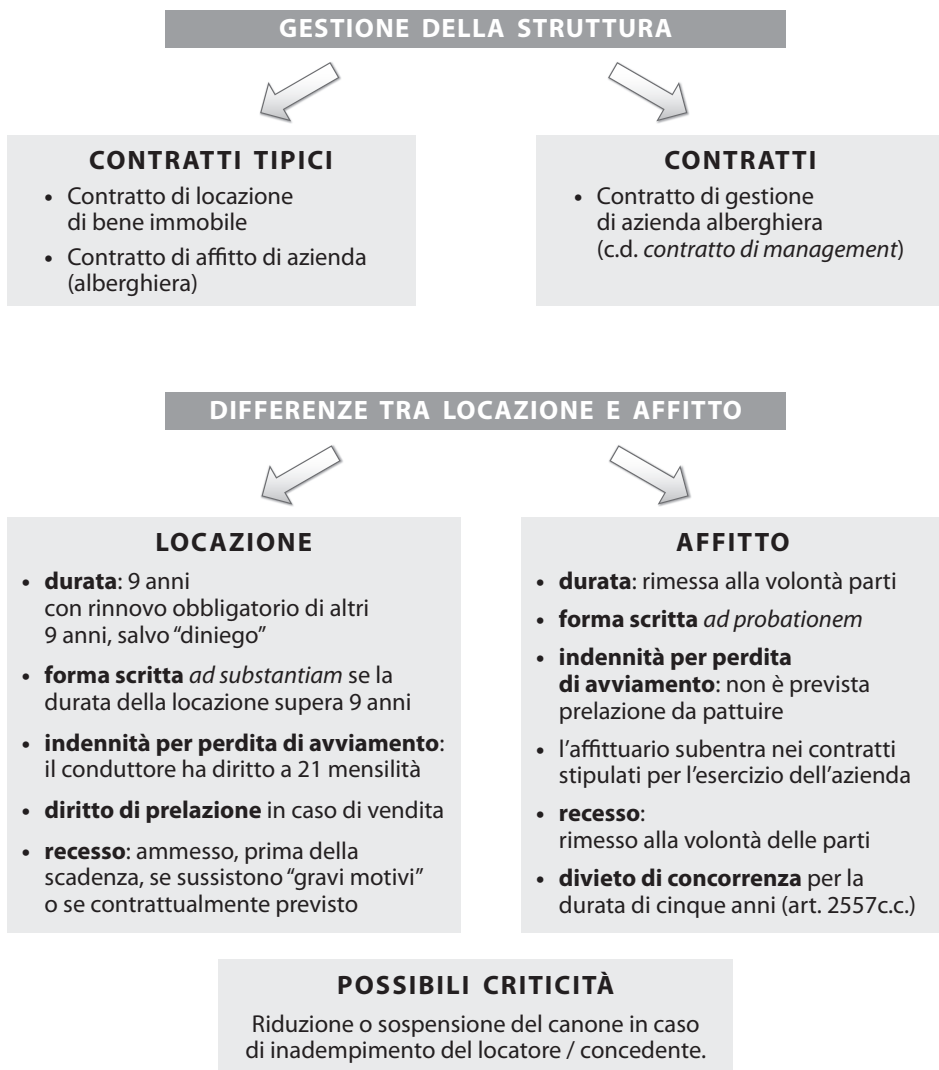 GESTIONE DELLA STRUTTURA
CONTRATTI TIPICI
• Contratto di locazione
di bene immobile
• Contratto di affitto di azienda
(alberghiera)
CONTRATTI
• Contratto di gestione
di azienda alberghiera
(c.d. contratto di management)
DIFFERENZE TRA LOCAZIONE E AFFITTO
LOCAZIONE
• durata: 9 anni
con rinnovo obbligatorio di altri
9 anni, salvo “diniego”
• forma scritta ad substantiam se la
durata della locazione supera 9 anni
• indennità per perdita di avviamento:
il conduttore ha diritto a 21 mensilità
• diritto di prelazione in caso di vendita
• recesso: ammesso, prima della
scadenza, se sussistono “gravi motivi”
o se contrattualmente previsto
AFFITTO
• durata: rimessa alla volontà parti
• forma scritta ad probationem
• indennità per perdita
di avviamento: non è prevista
prelazione da pattuire
• l’affittuario subentra nei contratti
stipulati per l’esercizio dell’azienda
• recesso:
rimesso alla volontà delle parti
• divieto di concorrenza per la
durata di cinque anni (art. 2557c.c.)
POSSIBILI CRITICITÀ
Riduzione o sospensione del canone in caso
di inadempimento del locatore / concedente.